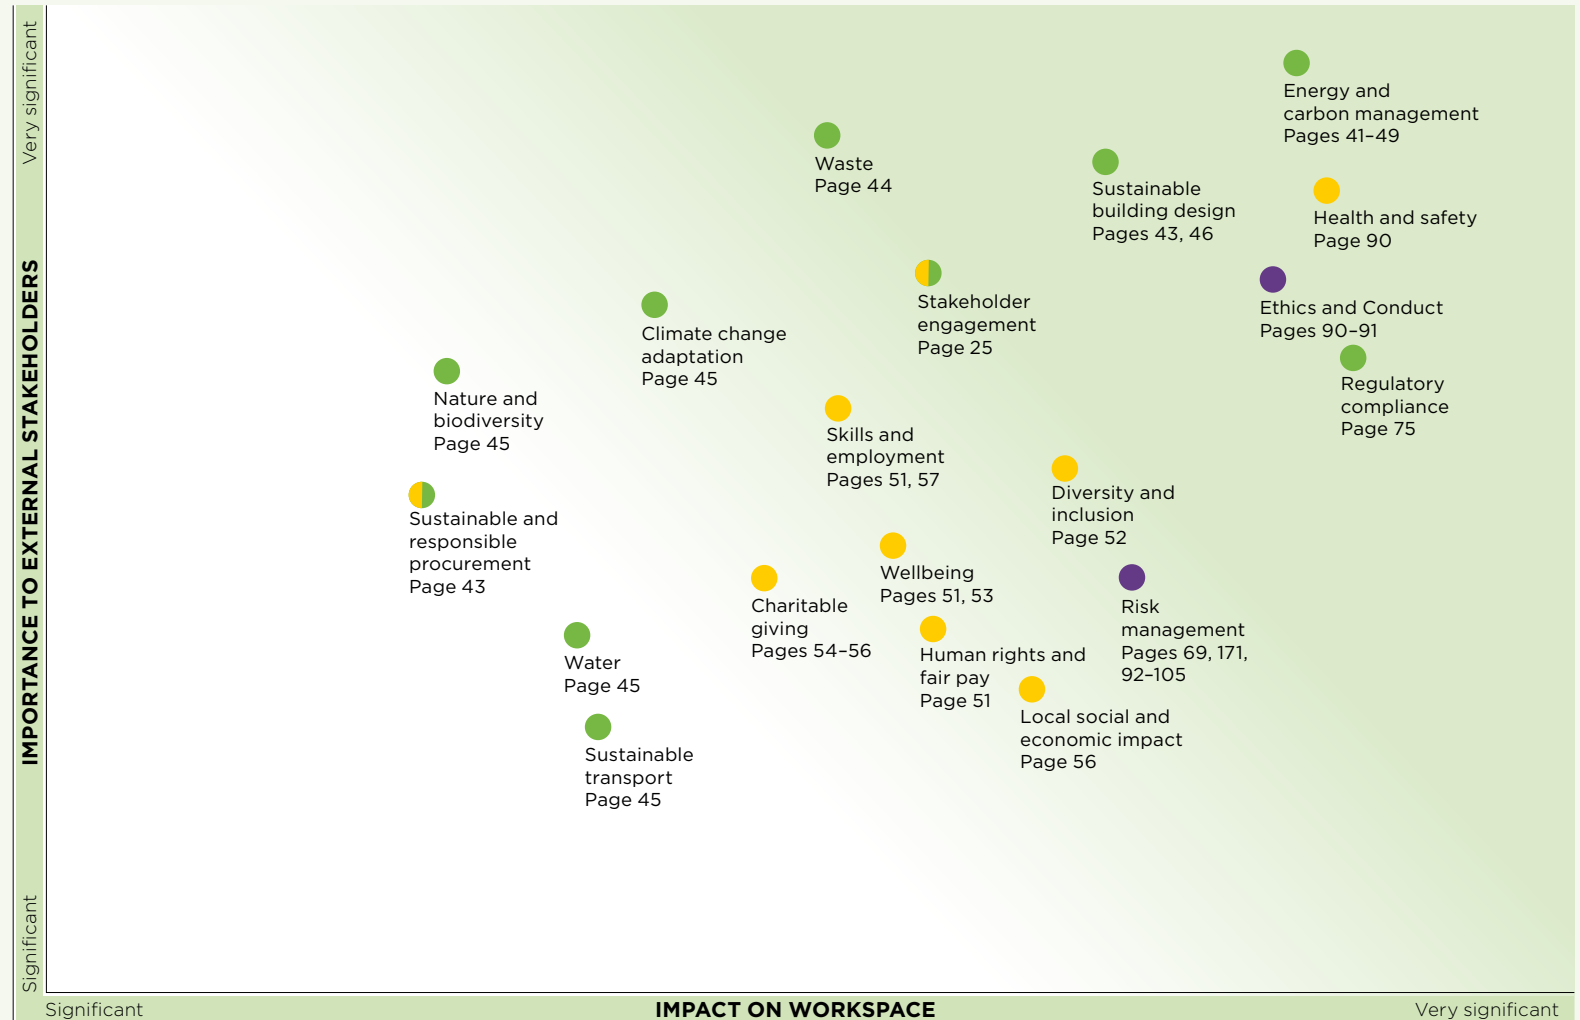 Very significant
IMPORTANCE TO EXTERNAL STAKEHOLDERS
Significant
Energy and
carbon management
Pages 41–49
Waste
Page 44
Sustainable
building design
Pages 43, 46
Health and safety
Page 90
Stakeholder
engagement
Page 25
Ethics and Conduct
Pages 90–91
Climate change
adaptation
Page 45
Regulatory
compliance
Page 75
Nature and
biodiversity
Page 45
Skills and
employment
Pages 51, 57
Diversity and
inclusion
Page 52
Sustainable and
responsible
procurement
Page 43
Wellbeing
Pages 51, 53
Charitable
giving
Pages 54–56
Risk
management
Pages 69, 171,
92–105
Human rights and
fair pay
Page 51
Water
Page 45
Local social and
economic impact
Page 56
Sustainable
transport
Page 45
Significant
IMPACT ON WORKSPACE
Very significant